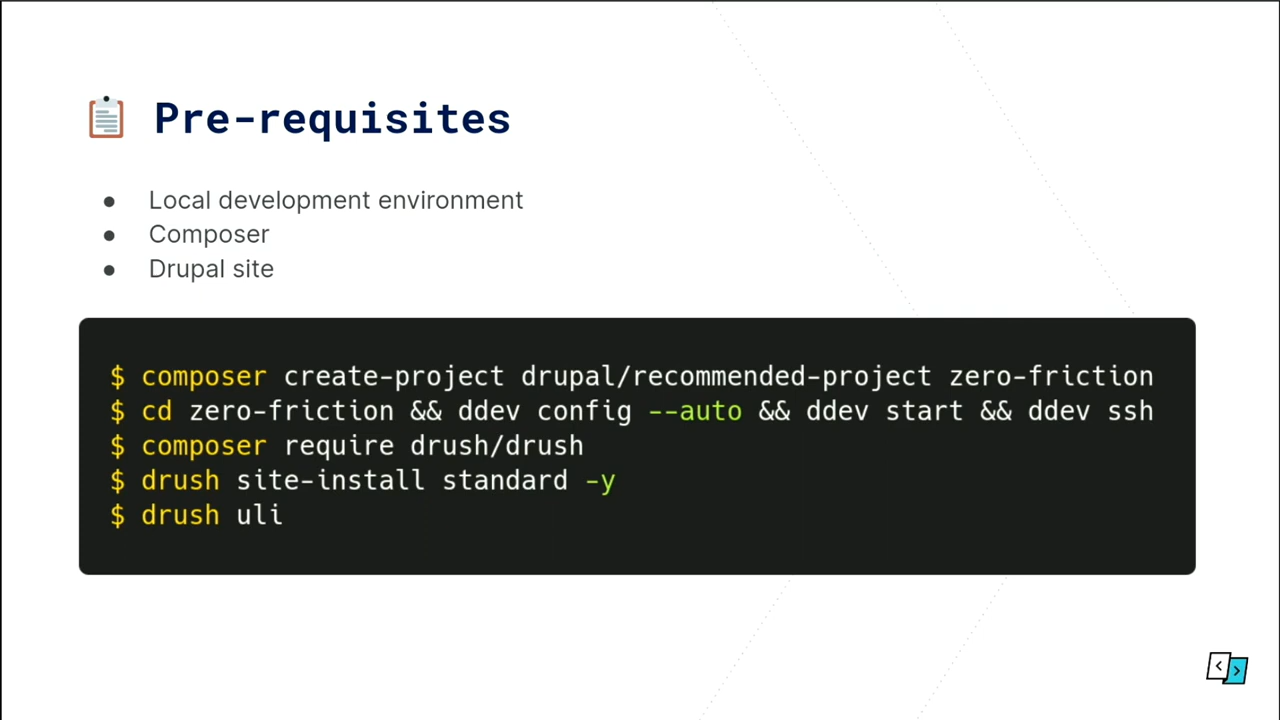 Pre-requisites
● Local development environment
● Composer
● Drupal site
$ composer create-project drupal/recommended-project zero-friction
$ cd zero-friction && ddev config --auto && ddev start && ddev ssh
$ composer require drush/drush
$ drush site-install standard -y
$ drush uli